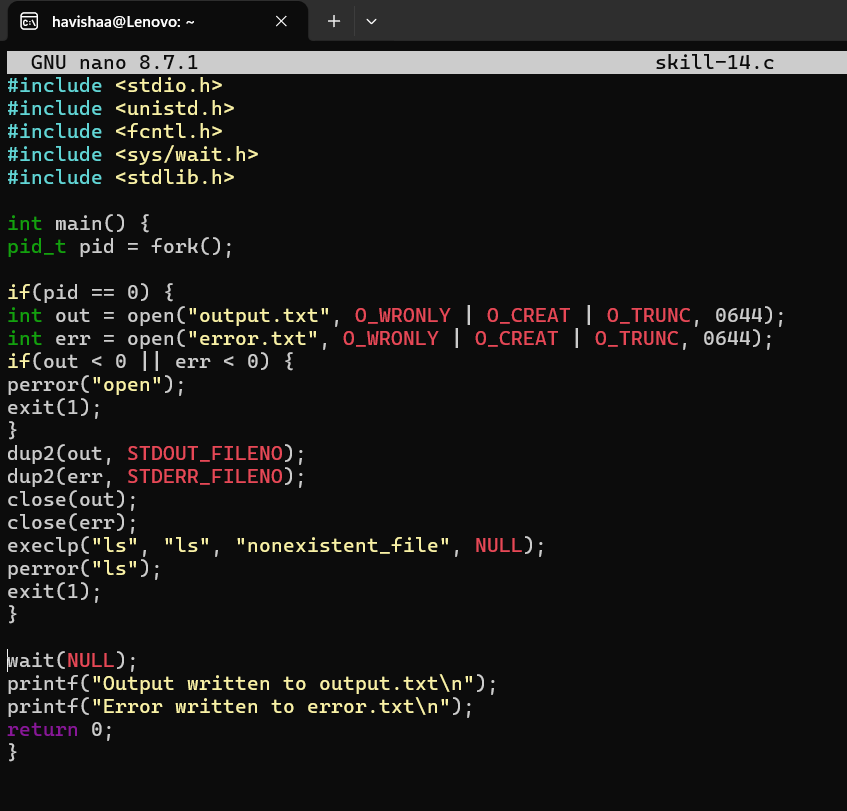 havishaa@Lenovo: ~
GNU nano 8.7.1 skill-14.c
#include <stdio.h>
#include <unistd.h>
#include <fcntl.h>
#include <sys/wait.h>
#include <stdlib.h>
int main() {
pid_t pid = fork();
if(pid == 0) {
int out = open("output.txt", O_WRONLY | O_CREAT | O_TRUNC, 0644);
int err = open("error.txt", O_WRONLY | O_CREAT | O_TRUNC, 0644);
if(out < 0 || err < 0) {
perror("open");
exit(1);
}
dup2(out, STDOUT_FILENO);
dup2(err, STDERR_FILENO);
close(out);
close(err);
execlp("ls", "ls", "nonexistent_file", NULL);
perror("ls");
exit(1);
}
wait(NULL);
printf("Output written to output.txt\n");
printf("Error written to error.txt\n");
return 0;
}